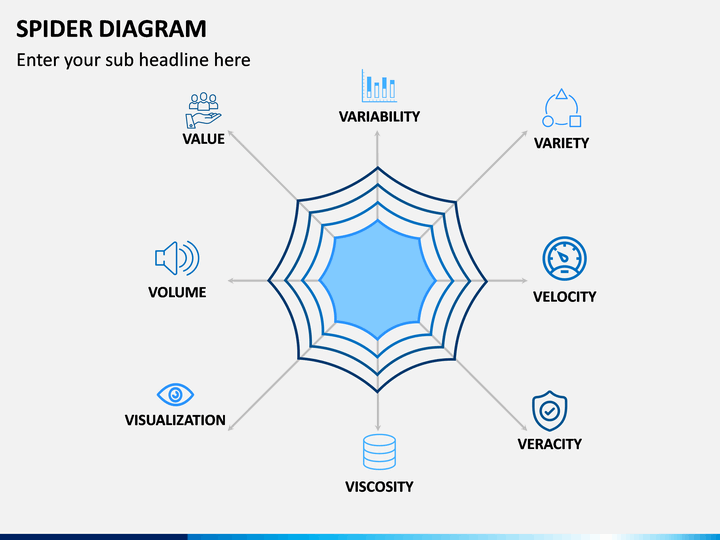 SPIDER DIAGRAM
Enter your sub headline here
VARIABILITY
VALUE
VARIETY
VOLUME
VELOCITY
VISUALIZATION
VERACITY
VISCOSITY